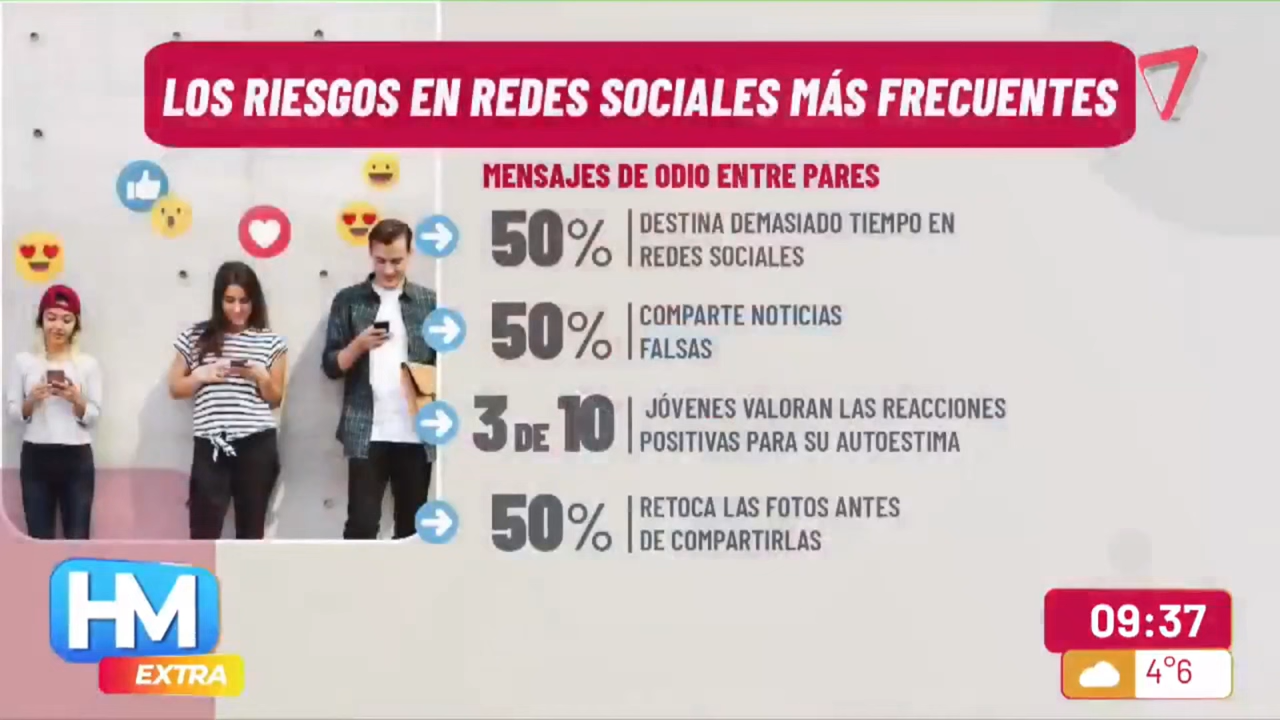 LOS RIESGOS EN REDES SOCIALES MÁS FRECUENTES
MENSAJES DE ODIO ENTRE PARES
50% DESTINA DEMASIADO TIEMPO EN
REDES SOCIALES
50% COMPARTE NOTICIAS
FALSAS
3 DE 10 JÓVENES VALORAN LAS REACCIONES
POSITIVAS PARA SU AUTOESTIMA
50% RETOCA LAS FOTOS ANTES
DE COMPARTIRLAS
HM
EXTRA
09:37
4°6